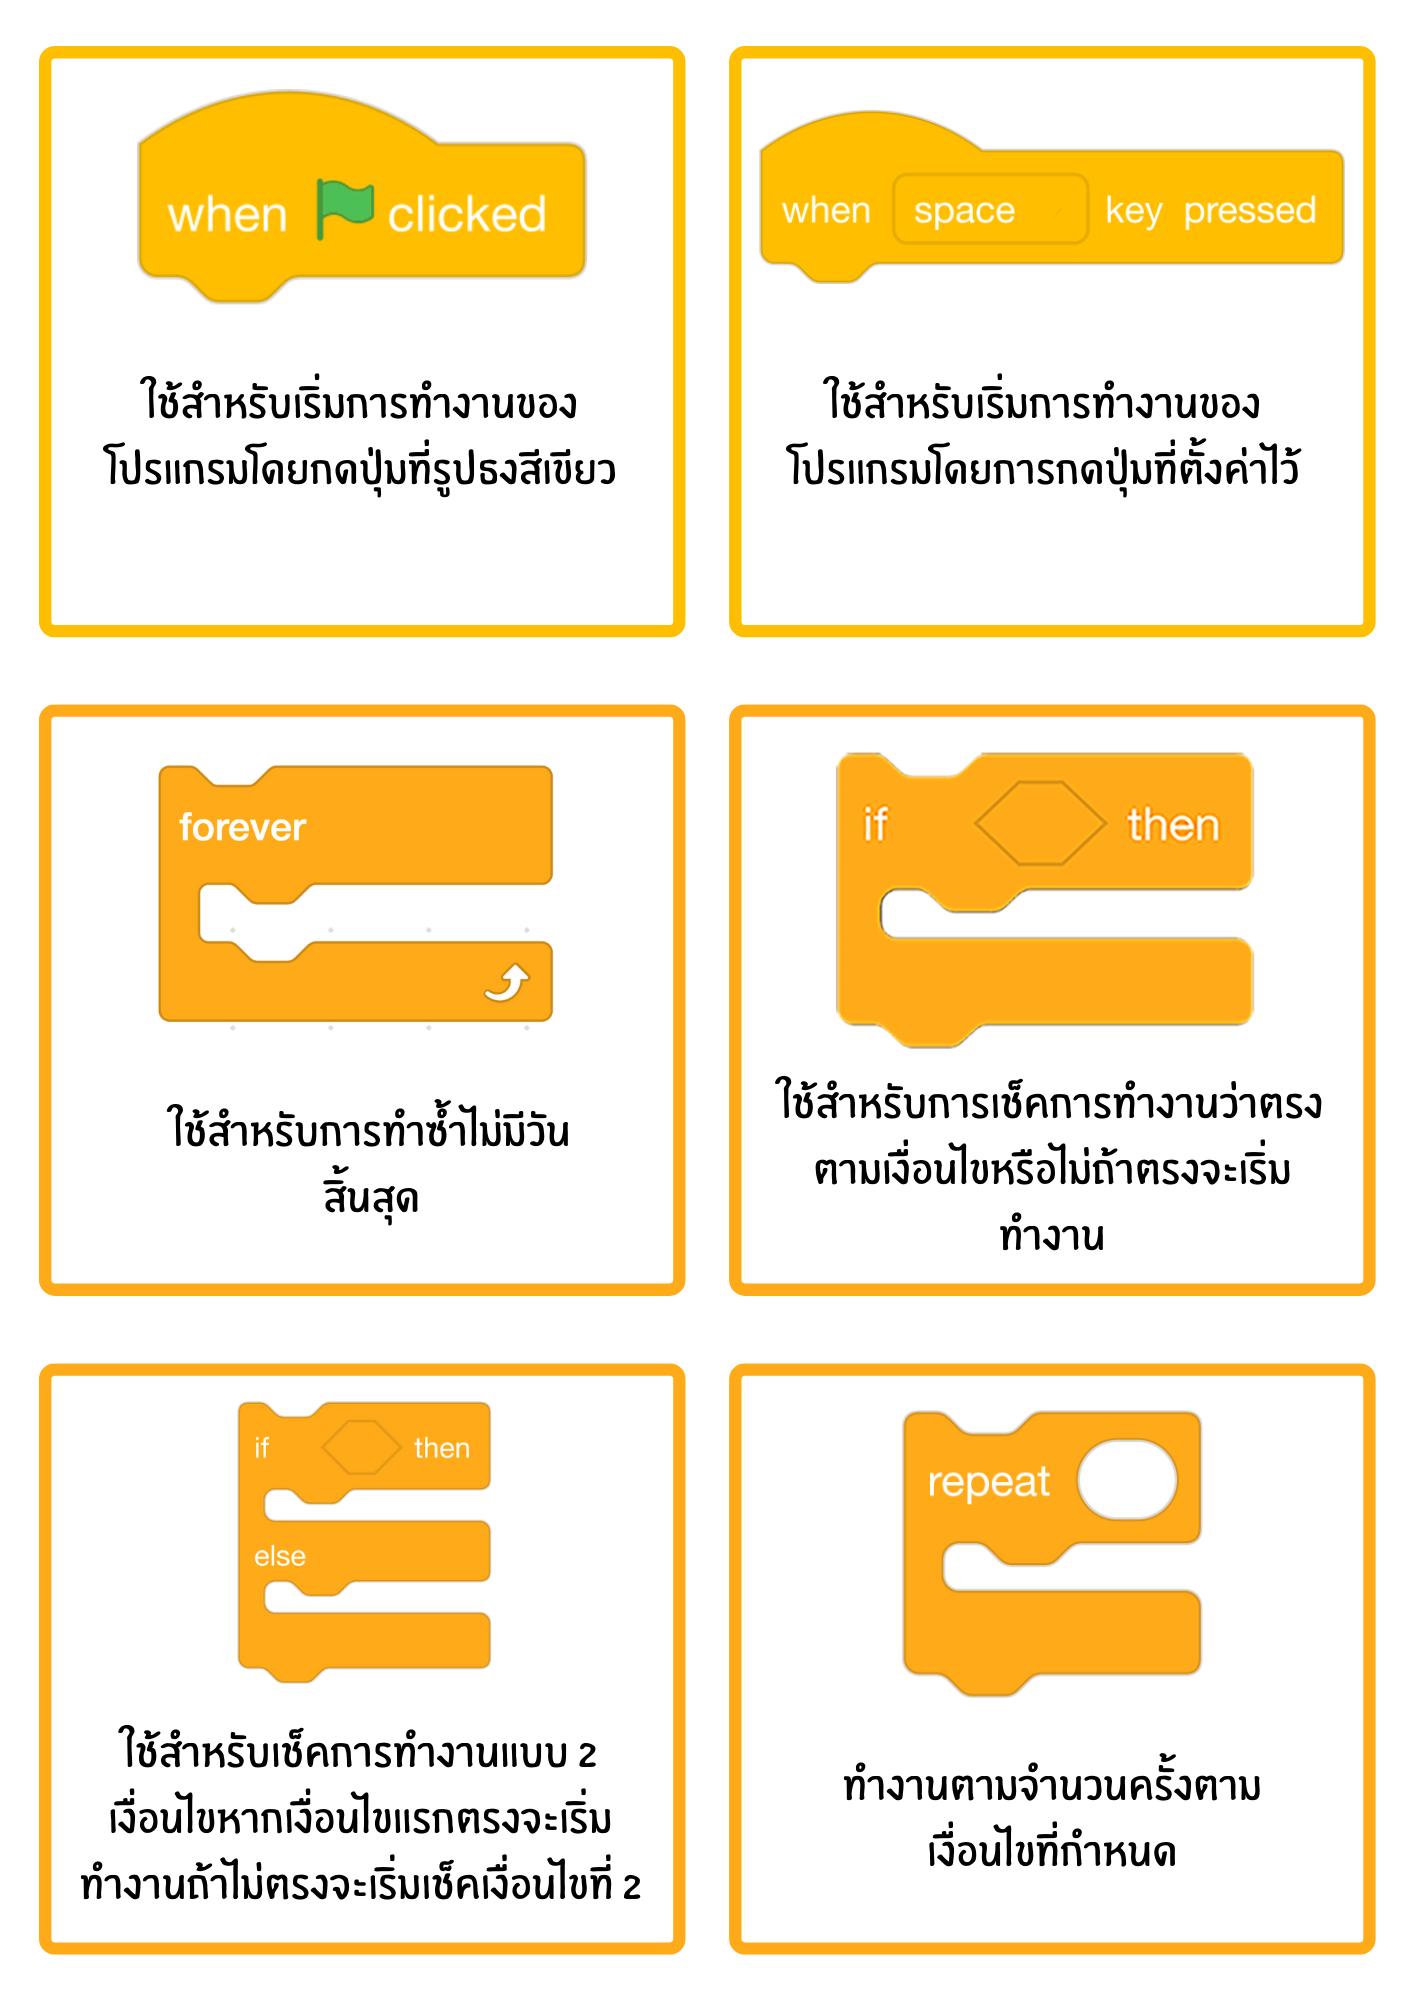 when clicked
ใช้สำหรับเริ่มการทำงานของ
โปรแกรมโดยกดปุ่มที่รูปธงสีเขียว
when space key pressed
ใช้สำหรับเริ่มการทำงานของ
โปรแกรมโดยการกดปุ่มที่ตั้งค่าไว้
forever
ใช้สำหรับการทำซ้ำไม่มีวัน
สิ้นสุด
if then
ใช้สำหรับการเช็คการทำงานว่าตรง
ตามเงื่อนไขหรือไม่ถ้าตรงจะเริ่ม
ทำงาน
if then
else
ใช้สำหรับเช็คการทำงานแบบ 2
เงื่อนไขหากเงื่อนไขแรกตรงจะเริ่ม
ทำงานถ้าไม่ตรงจะเริ่มเช็คเงื่อนไขที่ 2
repeat
ทำงานตามจำนวนครั้งตาม
เงื่อนไขที่กำหนด